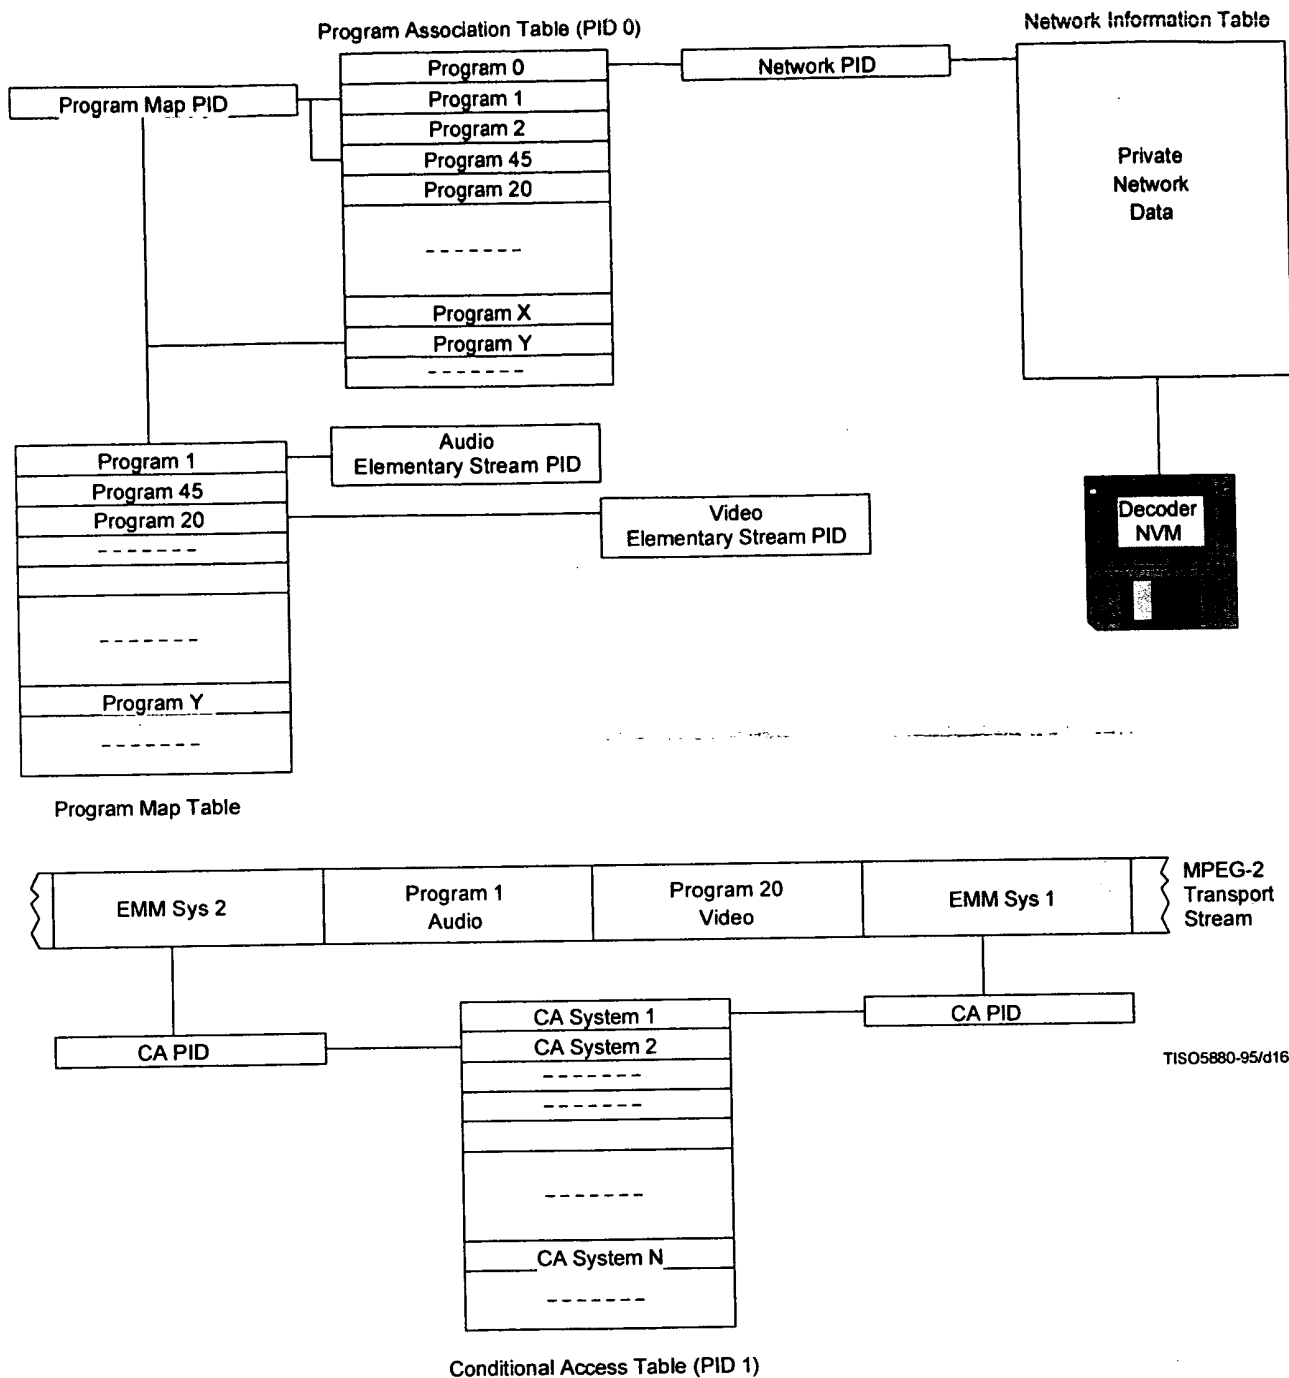 Program Association Table (PID 0)
Network Information Table
Program 0
Network PID
Program Map PID
Program 1
Program 2
Program 45
Program 20
- - - - - - -
Program X
Program Y
- - - - - - -
Private
Network
Data
Program 1
Program 45
Program 20
- - - - - - -
- - - - - - -
Program Y
- - - - - - -
Program Map Table
Audio
Elementary Stream PID
Video
Elementary Stream PID
Decoder
NVM
EMM Sys 2
Program 1
Audio
Program 20
Video
EMM Sys 1
MPEG-2
Transport
Stream
CA PID
CA System 1
CA System 2
- - - - - - -
- - - - - - -
- - - - - - -
CA System N
- - - - - - -
CA PID
TISO5880-95/d16
Conditional Access Table (PID 1)